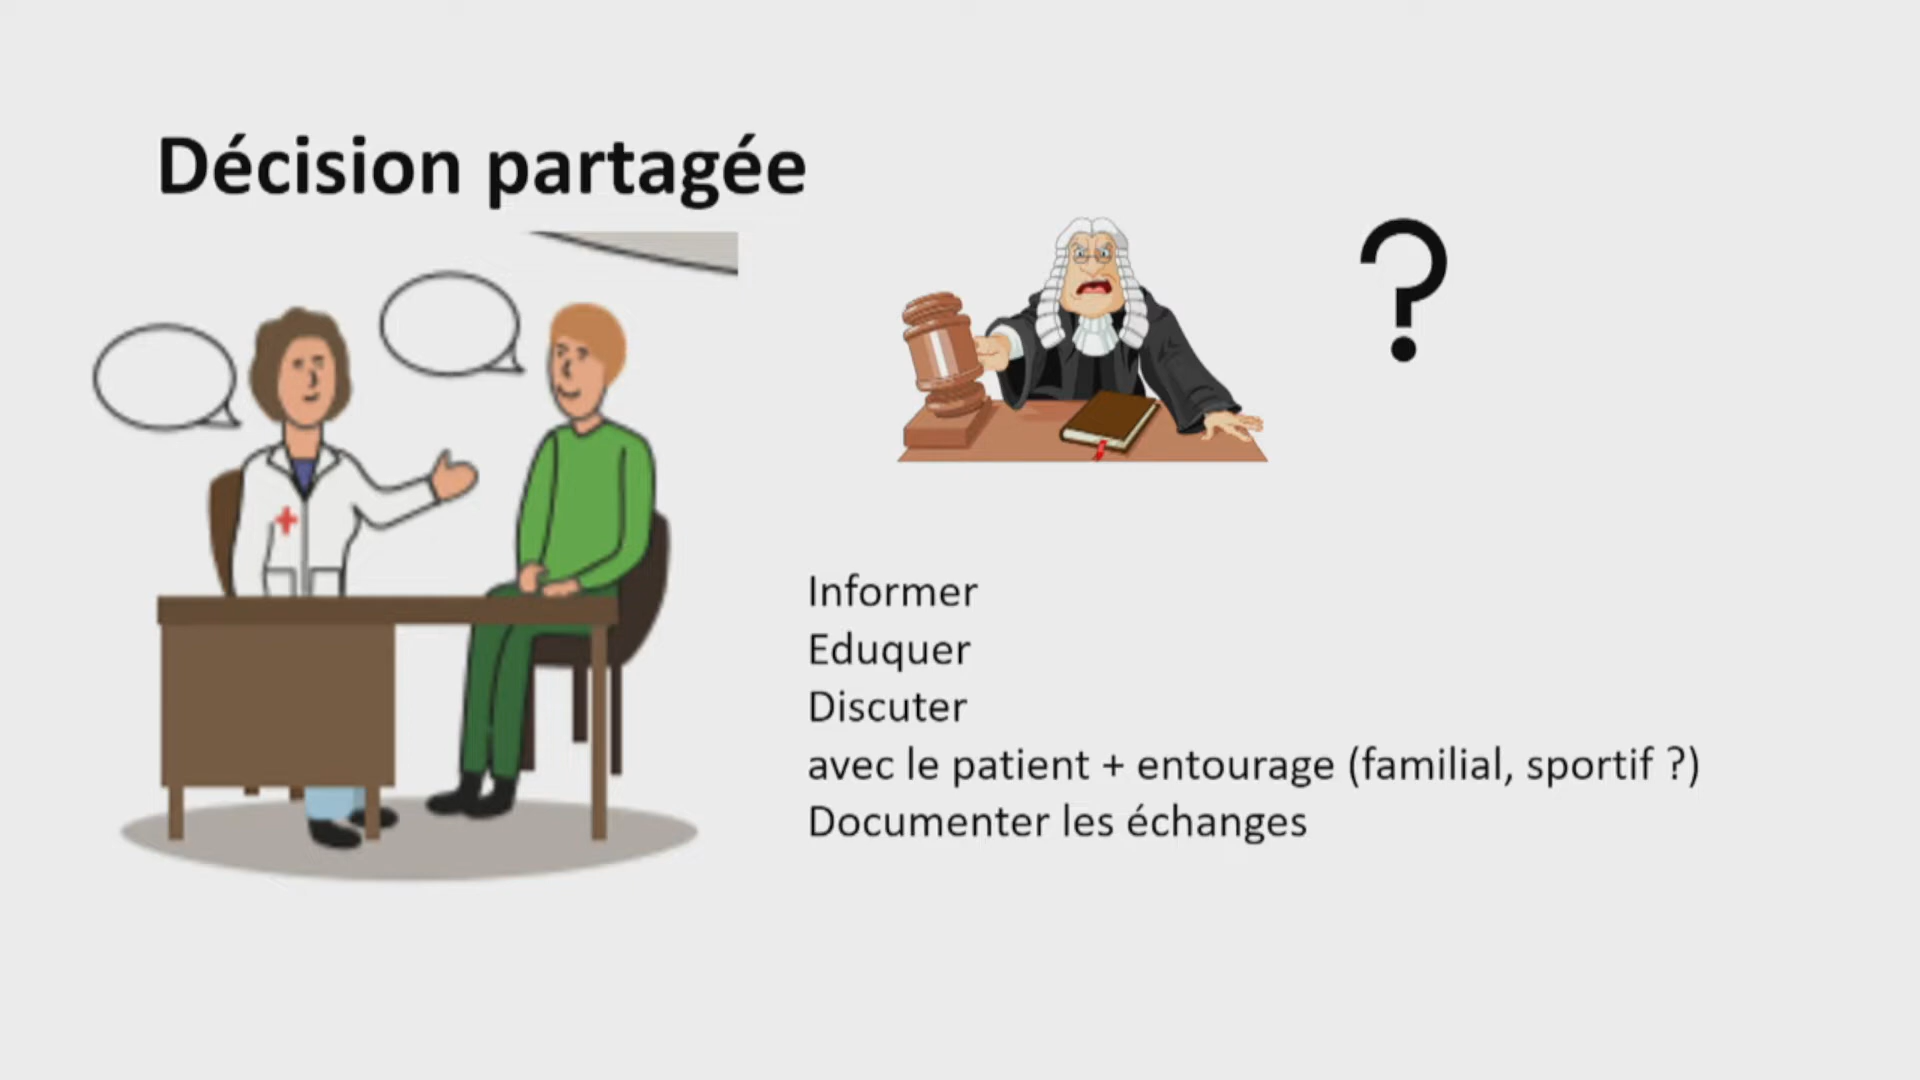 Décision partagée
?
Informer
Eduquer
Discuter
avec le patient + entourage (familial, sportif ?)
Documenter les échanges